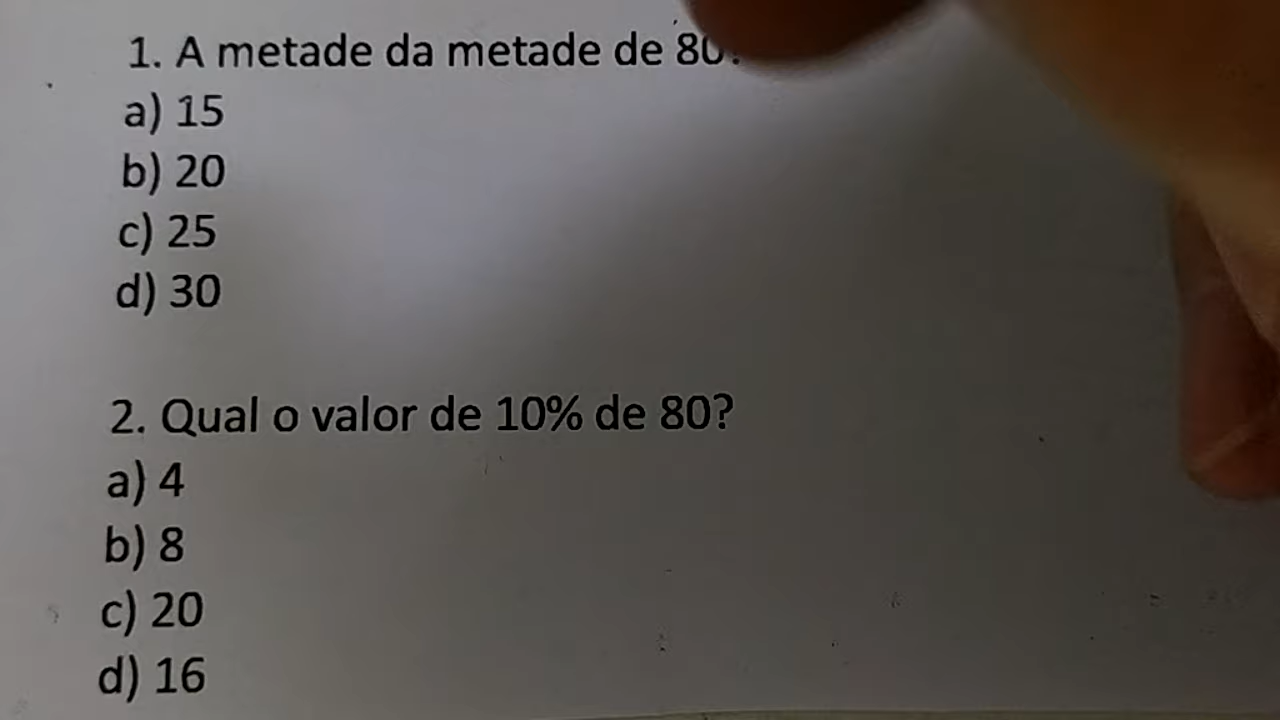 1. A metade da metade de 80?
a) 15
b) 20
c) 25
d) 30
2. Qual o valor de 10% de 80?
a) 4
b) 8
c) 20
d) 16